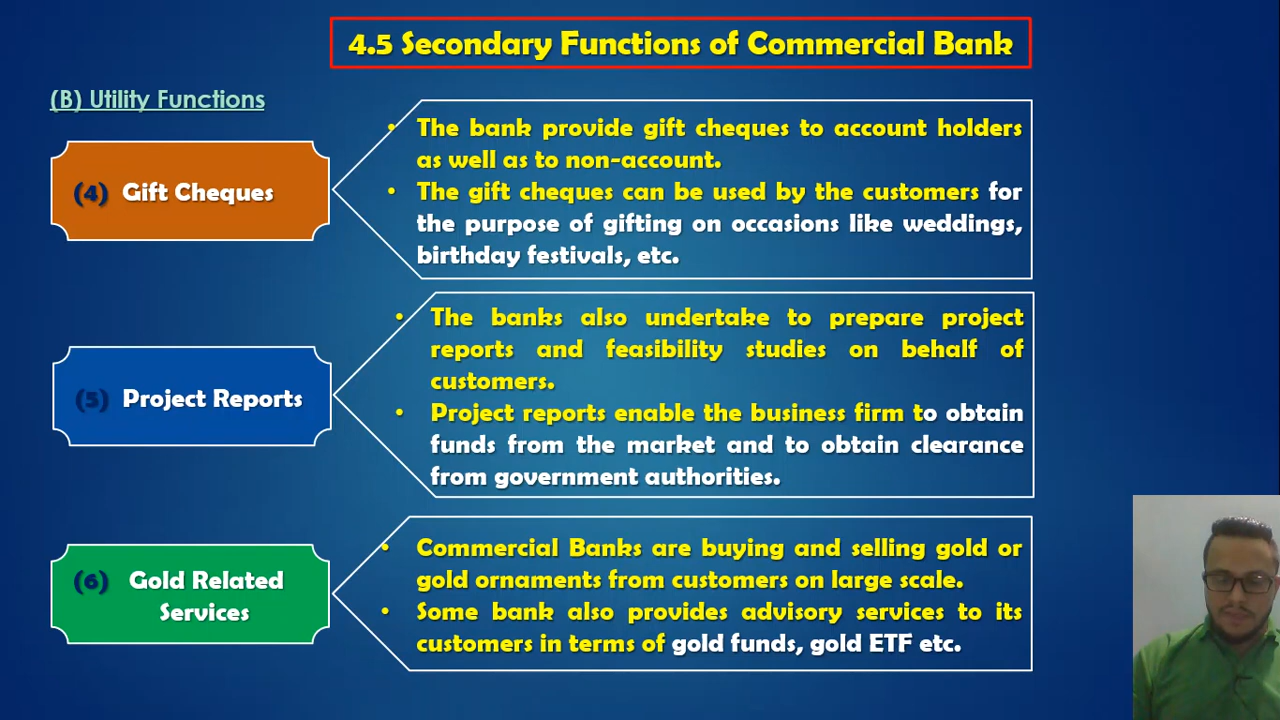 4.5 Secondary Functions of Commercial Bank
(B) Utility Functions
(4) Gift Cheques
• The bank provide gift cheques to account holders
as well as to non-account.
• The gift cheques can be used by the customers for
the purpose of gifting on occasions like weddings,
birthday festivals, etc.
(5) Project Reports
• The banks also undertake to prepare project
reports and feasibility studies on behalf of
customers.
• Project reports enable the business firm to obtain
funds from the market and to obtain clearance
from government authorities.
(6) Gold Related
Services
• Commercial Banks are buying and selling gold or
gold ornaments from customers on large scale.
• Some bank also provides advisory services to its
customers in terms of gold funds, gold ETF etc.